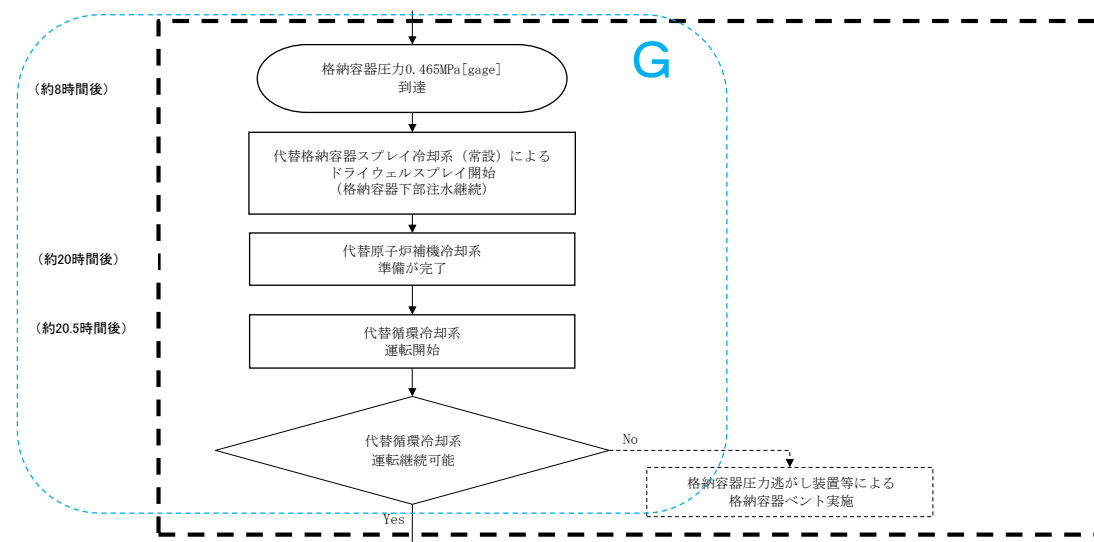 G
格納容器圧力0.465MPa[gage]
到達
(約8時間後)
代替格納容器スプレイ冷却系（常設）による
ドライウェルスプレイ開始
(格納容器下部注水継続)
代替原子炉補機冷却系
準備が完了
(約20時間後)
代替循環冷却系
運転開始
(約20.5時間後)
代替循環冷却系
運転継続可能
No
格納容器圧力逃がし装置等による
格納容器ベント実施
Yes